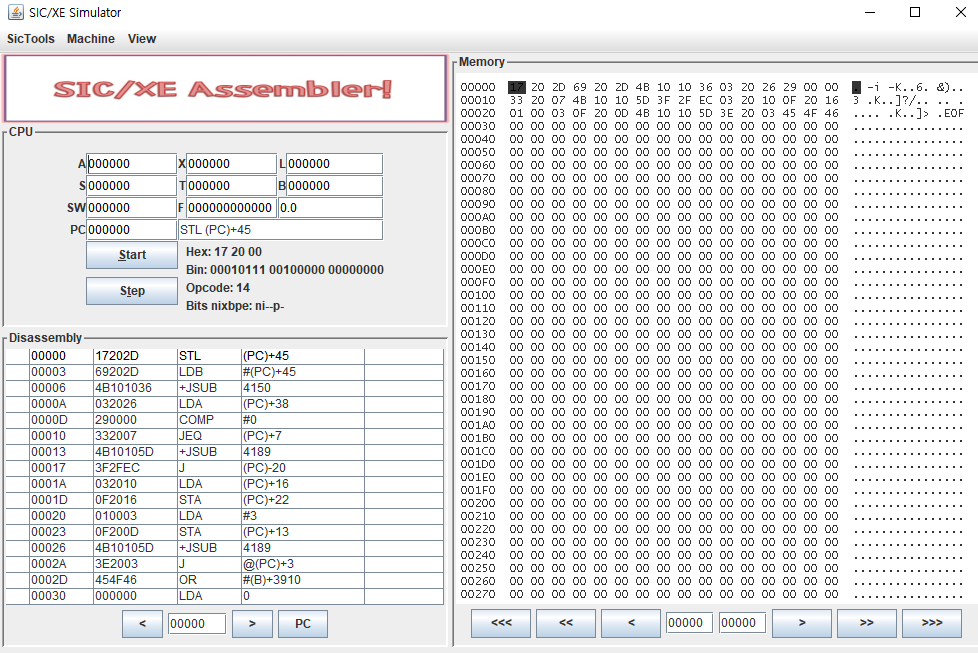 SIC/XE Simulator
SicTools Machine View
SIC/XE Assembler!
CPU
A 000000 X 000000 L 000000
S 000000 T 000000 B 000000
SW 000000 F 000000000000 0.0
PC 000000 STL (PC)+45
Start
Step
Hex: 17 20 00
Bin: 00010111 00100000 00000000
Opcode: 14
Bits nixbpe: ni--p-
Disassembly
00000 17202D STL (PC)+45
00003 69202D LDB #(PC)+45
00006 4B101036 +JSUB 4150
0000A 032026 LDA (PC)+38
0000D 290000 COMP #0
00010 332007 JEQ (PC)+7
00013 4B10105D +JSUB 4189
00017 3F2FEC J (PC)-20
0001A 032010 LDA (PC)+16
0001D 0F2016 STA (PC)+22
00020 010003 LDA #3
00023 0F200D STA (PC)+13
00026 4B10105D +JSUB 4189
0002A 3E2003 J @(PC)+3
0002D 454F46 OR #(B)+3910
00030 000000 LDA 0
< 00000 > PC
Memory
00000 17 20 2D 69 20 2D 4B 10 10 36 03 20 26 29 00 00 . -i -K..6. &)..
00010 33 20 07 4B 10 10 5D 3F 2F EC 03 20 10 0F 20 16 3 .K..]?/.. .. .
00020 01 00 03 0F 20 0D 4B 10 10 5D 3E 20 03 45 4F 46 .... .K..]> .EOF
00030 00 00 00 00 00 00 00 00 00 00 00 00 00 00 00 00 ................
00040 00 00 00 00 00 00 00 00 00 00 00 00 00 00 00 00 ................
00050 00 00 00 00 00 00 00 00 00 00 00 00 00 00 00 00 ................
00060 00 00 00 00 00 00 00 00 00 00 00 00 00 00 00 00 ................
00070 00 00 00 00 00 00 00 00 00 00 00 00 00 00 00 00 ................
00080 00 00 00 00 00 00 00 00 00 00 00 00 00 00 00 00 ................
00090 00 00 00 00 00 00 00 00 00 00 00 00 00 00 00 00 ................
000A0 00 00 00 00 00 00 00 00 00 00 00 00 00 00 00 00 ................
000B0 00 00 00 00 00 00 00 00 00 00 00 00 00 00 00 00 ................
000C0 00 00 00 00 00 00 00 00 00 00 00 00 00 00 00 00 ................
000D0 00 00 00 00 00 00 00 00 00 00 00 00 00 00 00 00 ................
000E0 00 00 00 00 00 00 00 00 00 00 00 00 00 00 00 00 ................
000F0 00 00 00 00 00 00 00 00 00 00 00 00 00 00 00 00 ................
00100 00 00 00 00 00 00 00 00 00 00 00 00 00 00 00 00 ................
00110 00 00 00 00 00 00 00 00 00 00 00 00 00 00 00 00 ................
00120 00 00 00 00 00 00 00 00 00 00 00 00 00 00 00 00 ................
00130 00 00 00 00 00 00 00 00 00 00 00 00 00 00 00 00 ................
00140 00 00 00 00 00 00 00 00 00 00 00 00 00 00 00 00 ................
00150 00 00 00 00 00 00 00 00 00 00 00 00 00 00 00 00 ................
00160 00 00 00 00 00 00 00 00 00 00 00 00 00 00 00 00 ................
00170 00 00 00 00 00 00 00 00 00 00 00 00 00 00 00 00 ................
00180 00 00 00 00 00 00 00 00 00 00 00 00 00 00 00 00 ................
00190 00 00 00 00 00 00 00 00 00 00 00 00 00 00 00 00 ................
001A0 00 00 00 00 00 00 00 00 00 00 00 00 00 00 00 00 ................
001B0 00 00 00 00 00 00 00 00 00 00 00 00 00 00 00 00 ................
001C0 00 00 00 00 00 00 00 00 00 00 00 00 00 00 00 00 ................
001D0 00 00 00 00 00 00 00 00 00 00 00 00 00 00 00 00 ................
001E0 00 00 00 00 00 00 00 00 00 00 00 00 00 00 00 00 ................
001F0 00 00 00 00 00 00 00 00 00 00 00 00 00 00 00 00 ................
00200 00 00 00 00 00 00 00 00 00 00 00 00 00 00 00 00 ................
00210 00 00 00 00 00 00 00 00 00 00 00 00 00 00 00 00 ................
00220 00 00 00 00 00 00 00 00 00 00 00 00 00 00 00 00 ................
00230 00 00 00 00 00 00 00 00 00 00 00 00 00 00 00 00 ................
00240 00 00 00 00 00 00 00 00 00 00 00 00 00 00 00 00 ................
00250 00 00 00 00 00 00 00 00 00 00 00 00 00 00 00 00 ................
00260 00 00 00 00 00 00 00 00 00 00 00 00 00 00 00 00 ................
00270 00 00 00 00 00 00 00 00 00 00 00 00 00 00 00 00 ................
<<< << < 00000 00000 > >> >>>